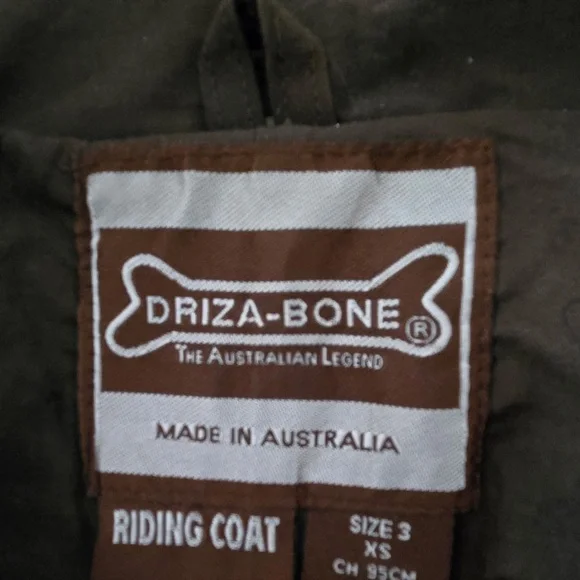 DRIZA-BONE ®
THE AUSTRALIAN LEGEND
MADE IN AUSTRALIA
RIDING COAT
SIZE 3
XS
CH 95CM